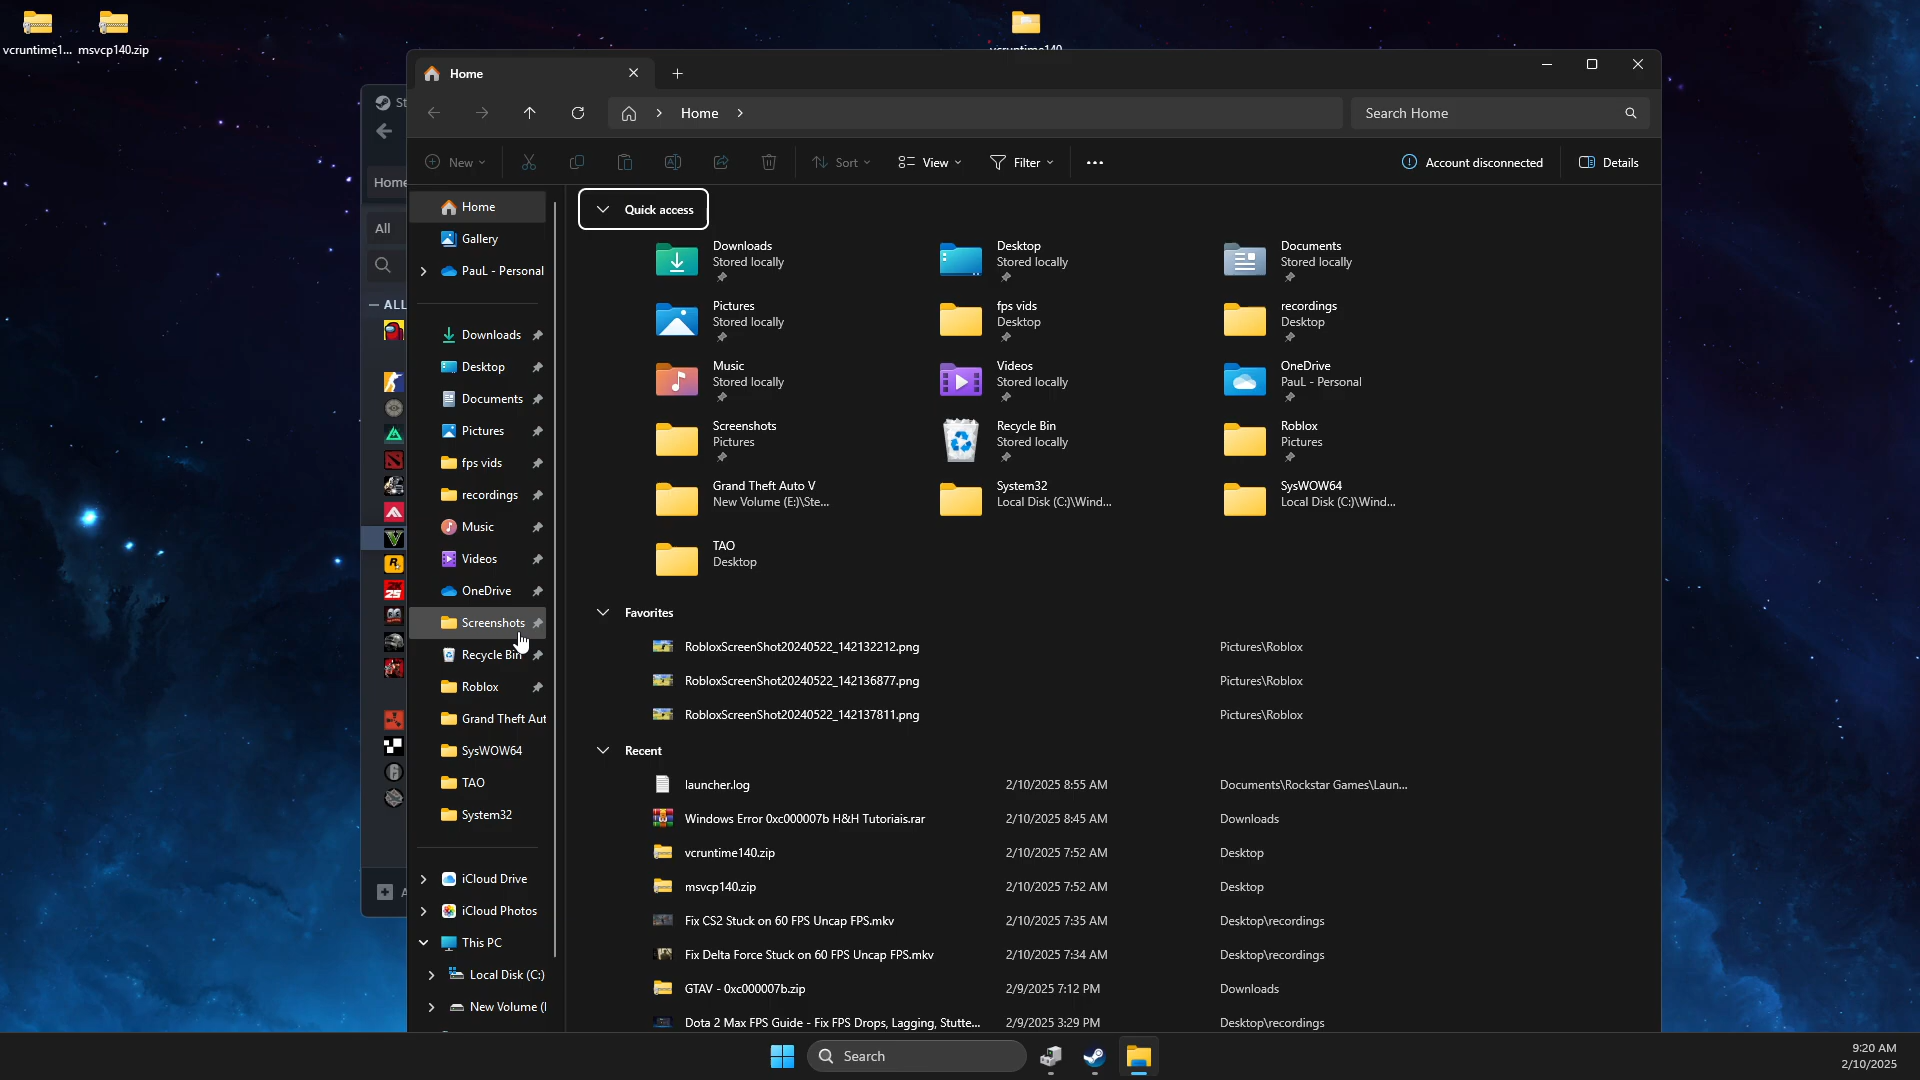 vcruntime1...
msvcp140.zip
vcruntime140
St
Home
All
— ALL
Home
Home
Search Home
New
Sort
View
Filter
Account disconnected
Details
Home
Gallery
PauL - Personal
Downloads
Desktop
Documents
Pictures
fps vids
recordings
Music
Videos
OneDrive
Screenshots
Recycle Bin
Roblox
Grand Theft Aut
SysWOW64
TAO
System32
iCloud Drive
iCloud Photos
This PC
Local Disk (C:)
New Volume (
Quick access
Downloads
Stored locally
Desktop
Stored locally
Documents
Stored locally
Pictures
Stored locally
fps vids
Desktop
recordings
Desktop
Music
Stored locally
Videos
Stored locally
OneDrive
PauL - Personal
Screenshots
Pictures
Recycle Bin
Stored locally
Roblox
Pictures
Grand Theft Auto V
New Volume (E:)\Ste...
System32
Local Disk (C:)\Wind...
SysWOW64
Local Disk (C:)\Wind...
TAO
Desktop
Favorites
RobloxScreenShot20240522_142132212.png Pictures\Roblox
RobloxScreenShot20240522_142136877.png Pictures\Roblox
RobloxScreenShot20240522_142137811.png Pictures\Roblox
Recent
launcher.log 2/10/2025 8:55 AM Documents\Rockstar Games\Laun...
Windows Error 0xc000007b H&H Tutoriais.rar 2/10/2025 8:45 AM Downloads
vcruntime140.zip 2/10/2025 7:52 AM Desktop
msvcp140.zip 2/10/2025 7:52 AM Desktop
Fix CS2 Stuck on 60 FPS Uncap FPS.mkv 2/10/2025 7:35 AM Desktop\recordings
Fix Delta Force Stuck on 60 FPS Uncap FPS.mkv 2/10/2025 7:34 AM Desktop\recordings
GTAV - 0xc000007b.zip 2/9/2025 7:12 PM Downloads
Dota 2 Max FPS Guide - Fix FPS Drops, Lagging, Stutte... 2/9/2025 3:29 PM Desktop\recordings
Search
9:20 AM
2/10/2025